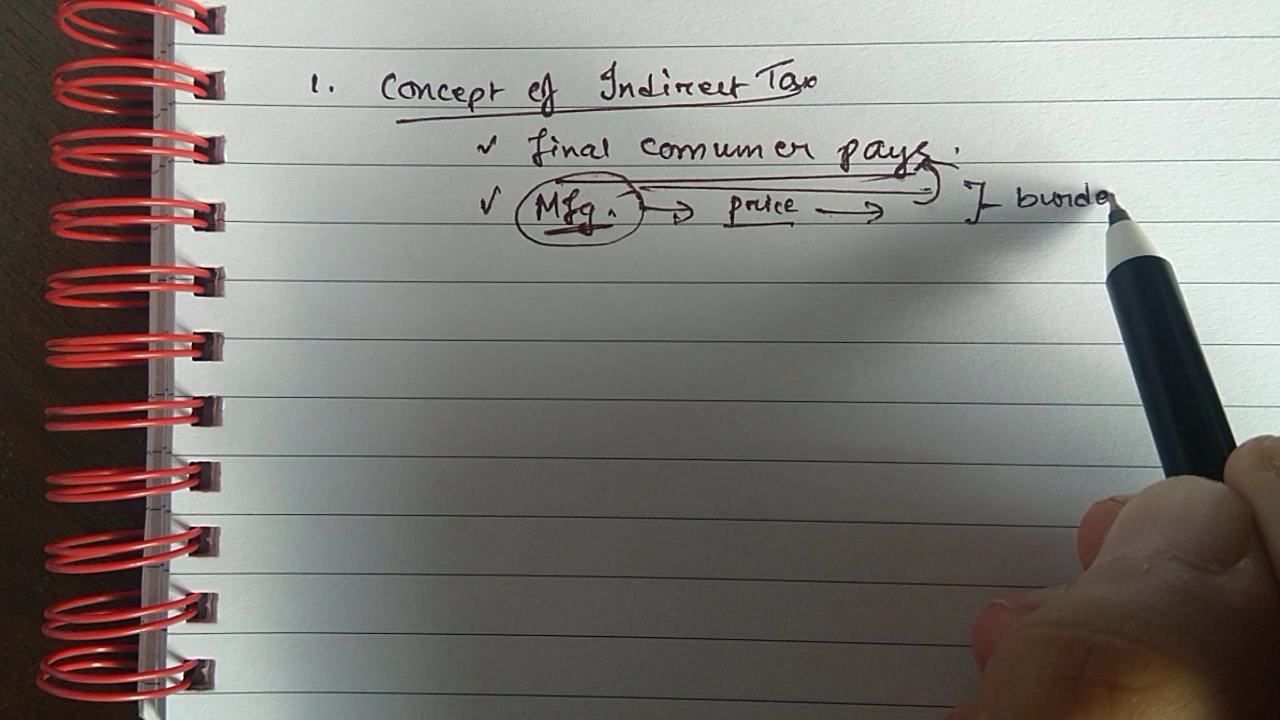 1. Concept of Indirect Tax
✓ final consumer pays.
✓ Mfg. → price → } burde